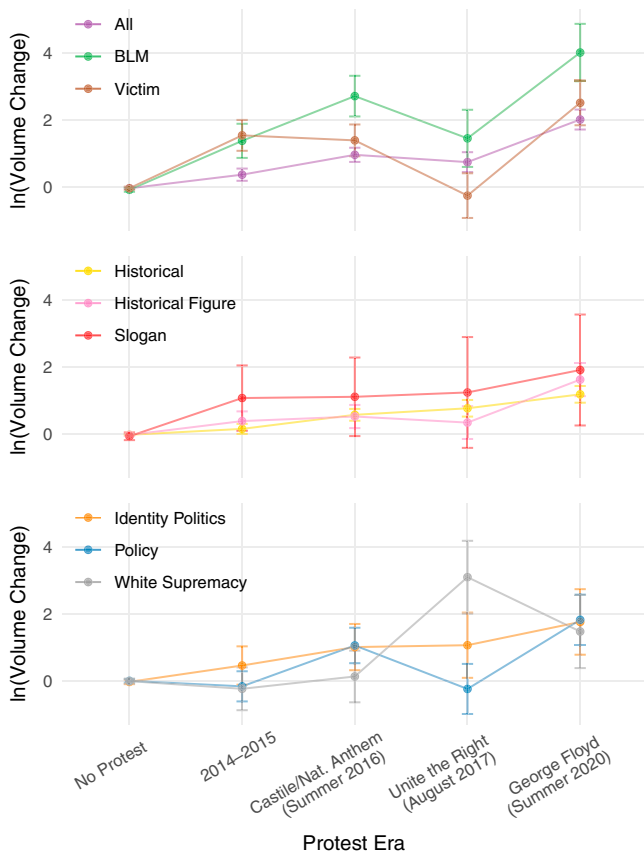 All
BLM
Victim
ln(Volume Change)
4
2
0
Historical
Historical Figure
Slogan
ln(Volume Change)
4
2
0
Identity Politics
Policy
White Supremacy
ln(Volume Change)
4
2
0
No Protest
2014–2015
Castile/Nat. Anthem
(Summer 2016)
Unite the Right
(August 2017)
George Floyd
(Summer 2020)
Protest Era